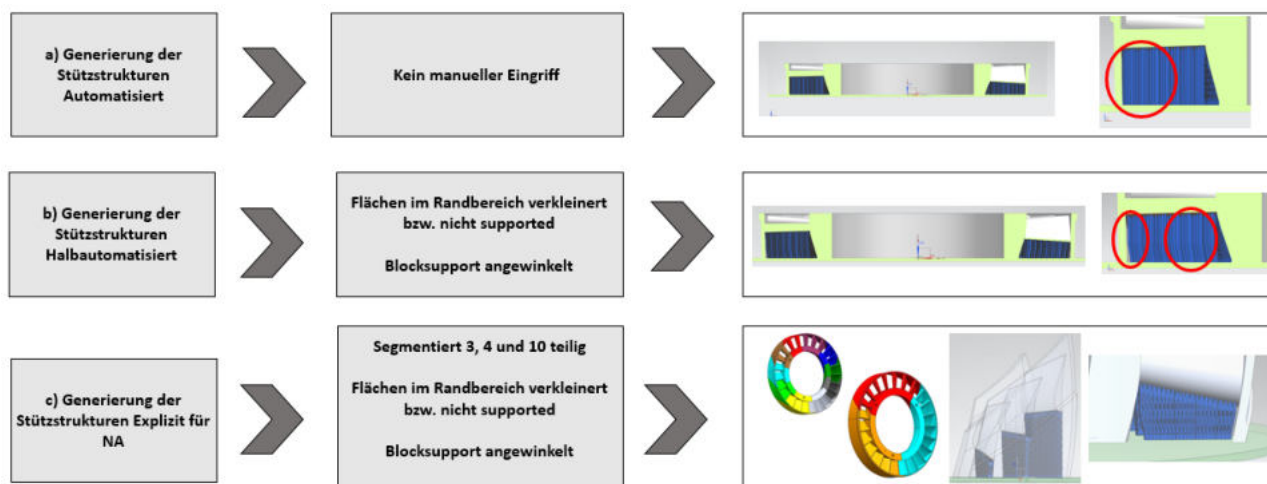 a) Generierung der
Stützstrukturen
Automatisiert
Kein manueller Eingriff
b) Generierung der
Stützstrukturen
Halbautomatisiert
Flächen im Randbereich verkleinert
bzw. nicht supported
Blocksupport angewinkelt
c) Generierung der
Stützstrukturen Explizit für
NA
Segmentiert 3, 4 und 10 teilig
Flächen im Randbereich verkleinert
bzw. nicht supported
Blocksupport angewinkelt